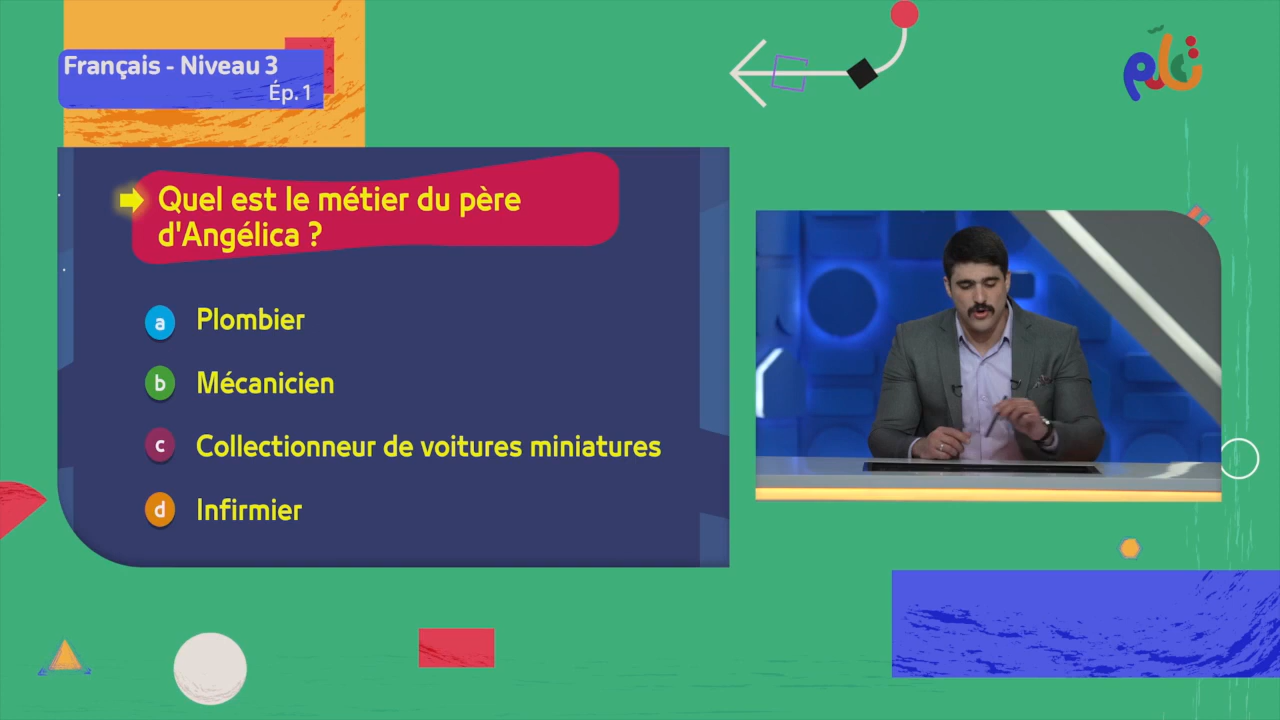 Français - Niveau 3
Ép. 1
Quel est le métier du père
d'Angélica ?
a Plombier
b Mécanicien
c Collectionneur de voitures miniatures
d Infirmier